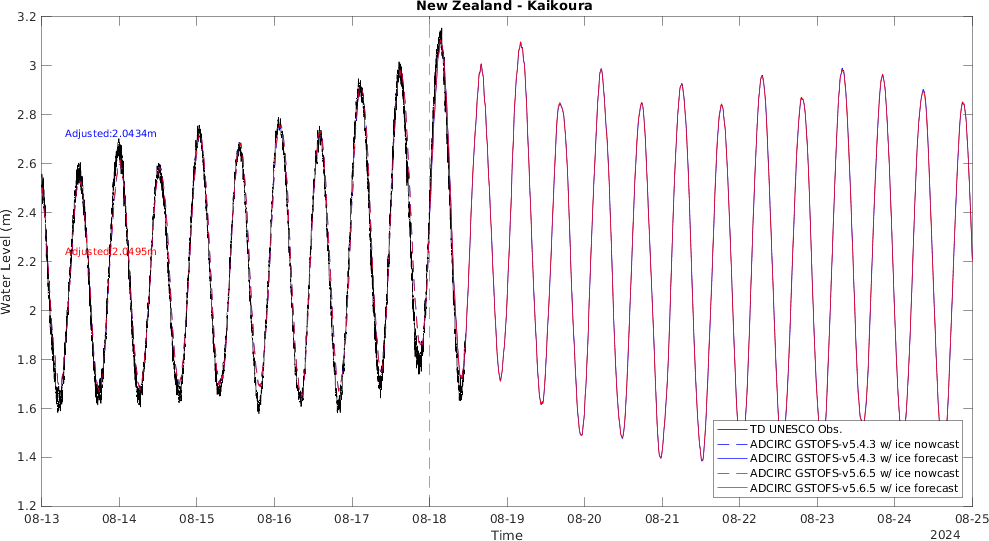 New Zealand - Kaikoura
Water Level (m)
3.2
3
2.8
2.6
2.4
2.2
2
1.8
1.6
1.4
1.2
Adjusted:2.0434m
Adjusted:2.0495m
TD UNESCO Obs.
ADCIRC GSTOFS-v5.4.3 w/ ice nowcast
ADCIRC GSTOFS-v5.4.3 w/ ice forecast
ADCIRC GSTOFS-v5.6.5 w/ ice nowcast
ADCIRC GSTOFS-v5.6.5 w/ ice forecast
08-13 08-14 08-15 08-16 08-17 08-18 08-19 08-20 08-21 08-22 08-23 08-24 08-25
Time
2024